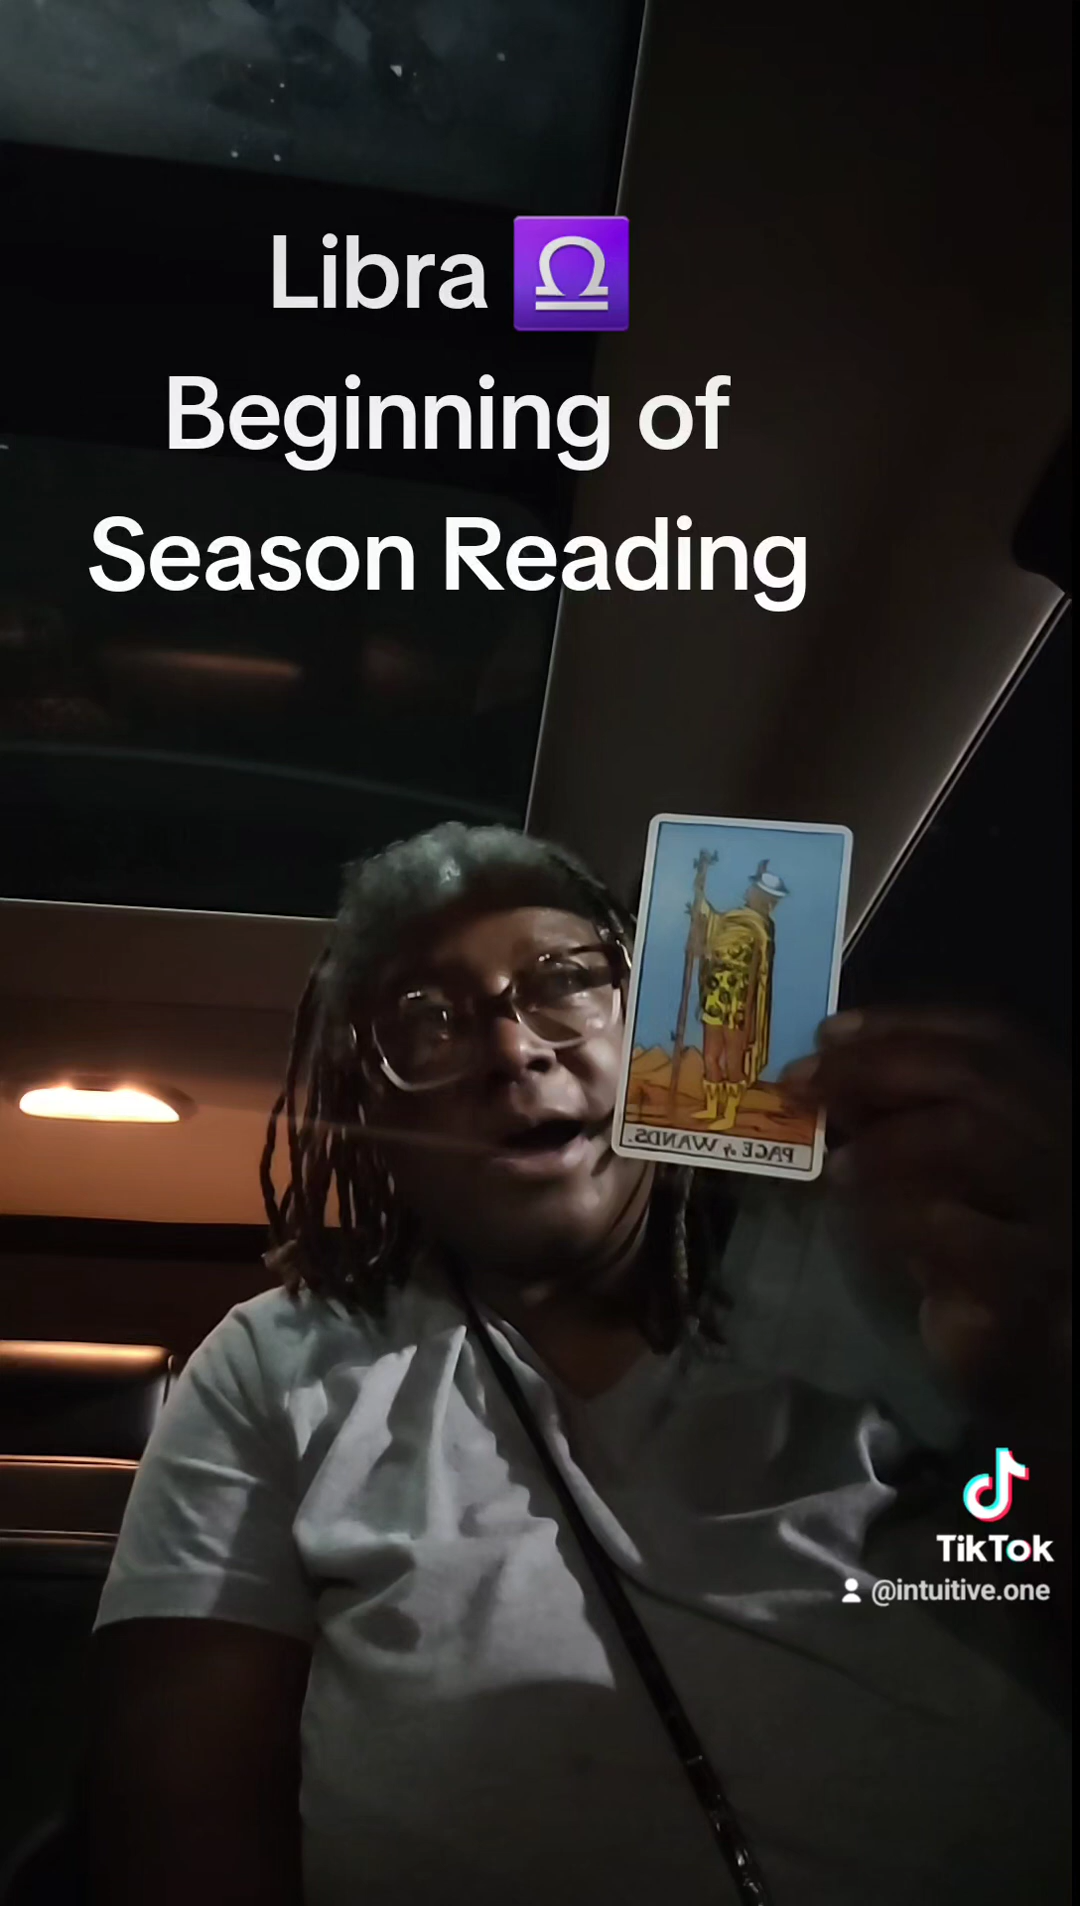 Libra ♎
Beginning of
Season Reading
PAGE of WANDS.
TikTok
@intuitive.one